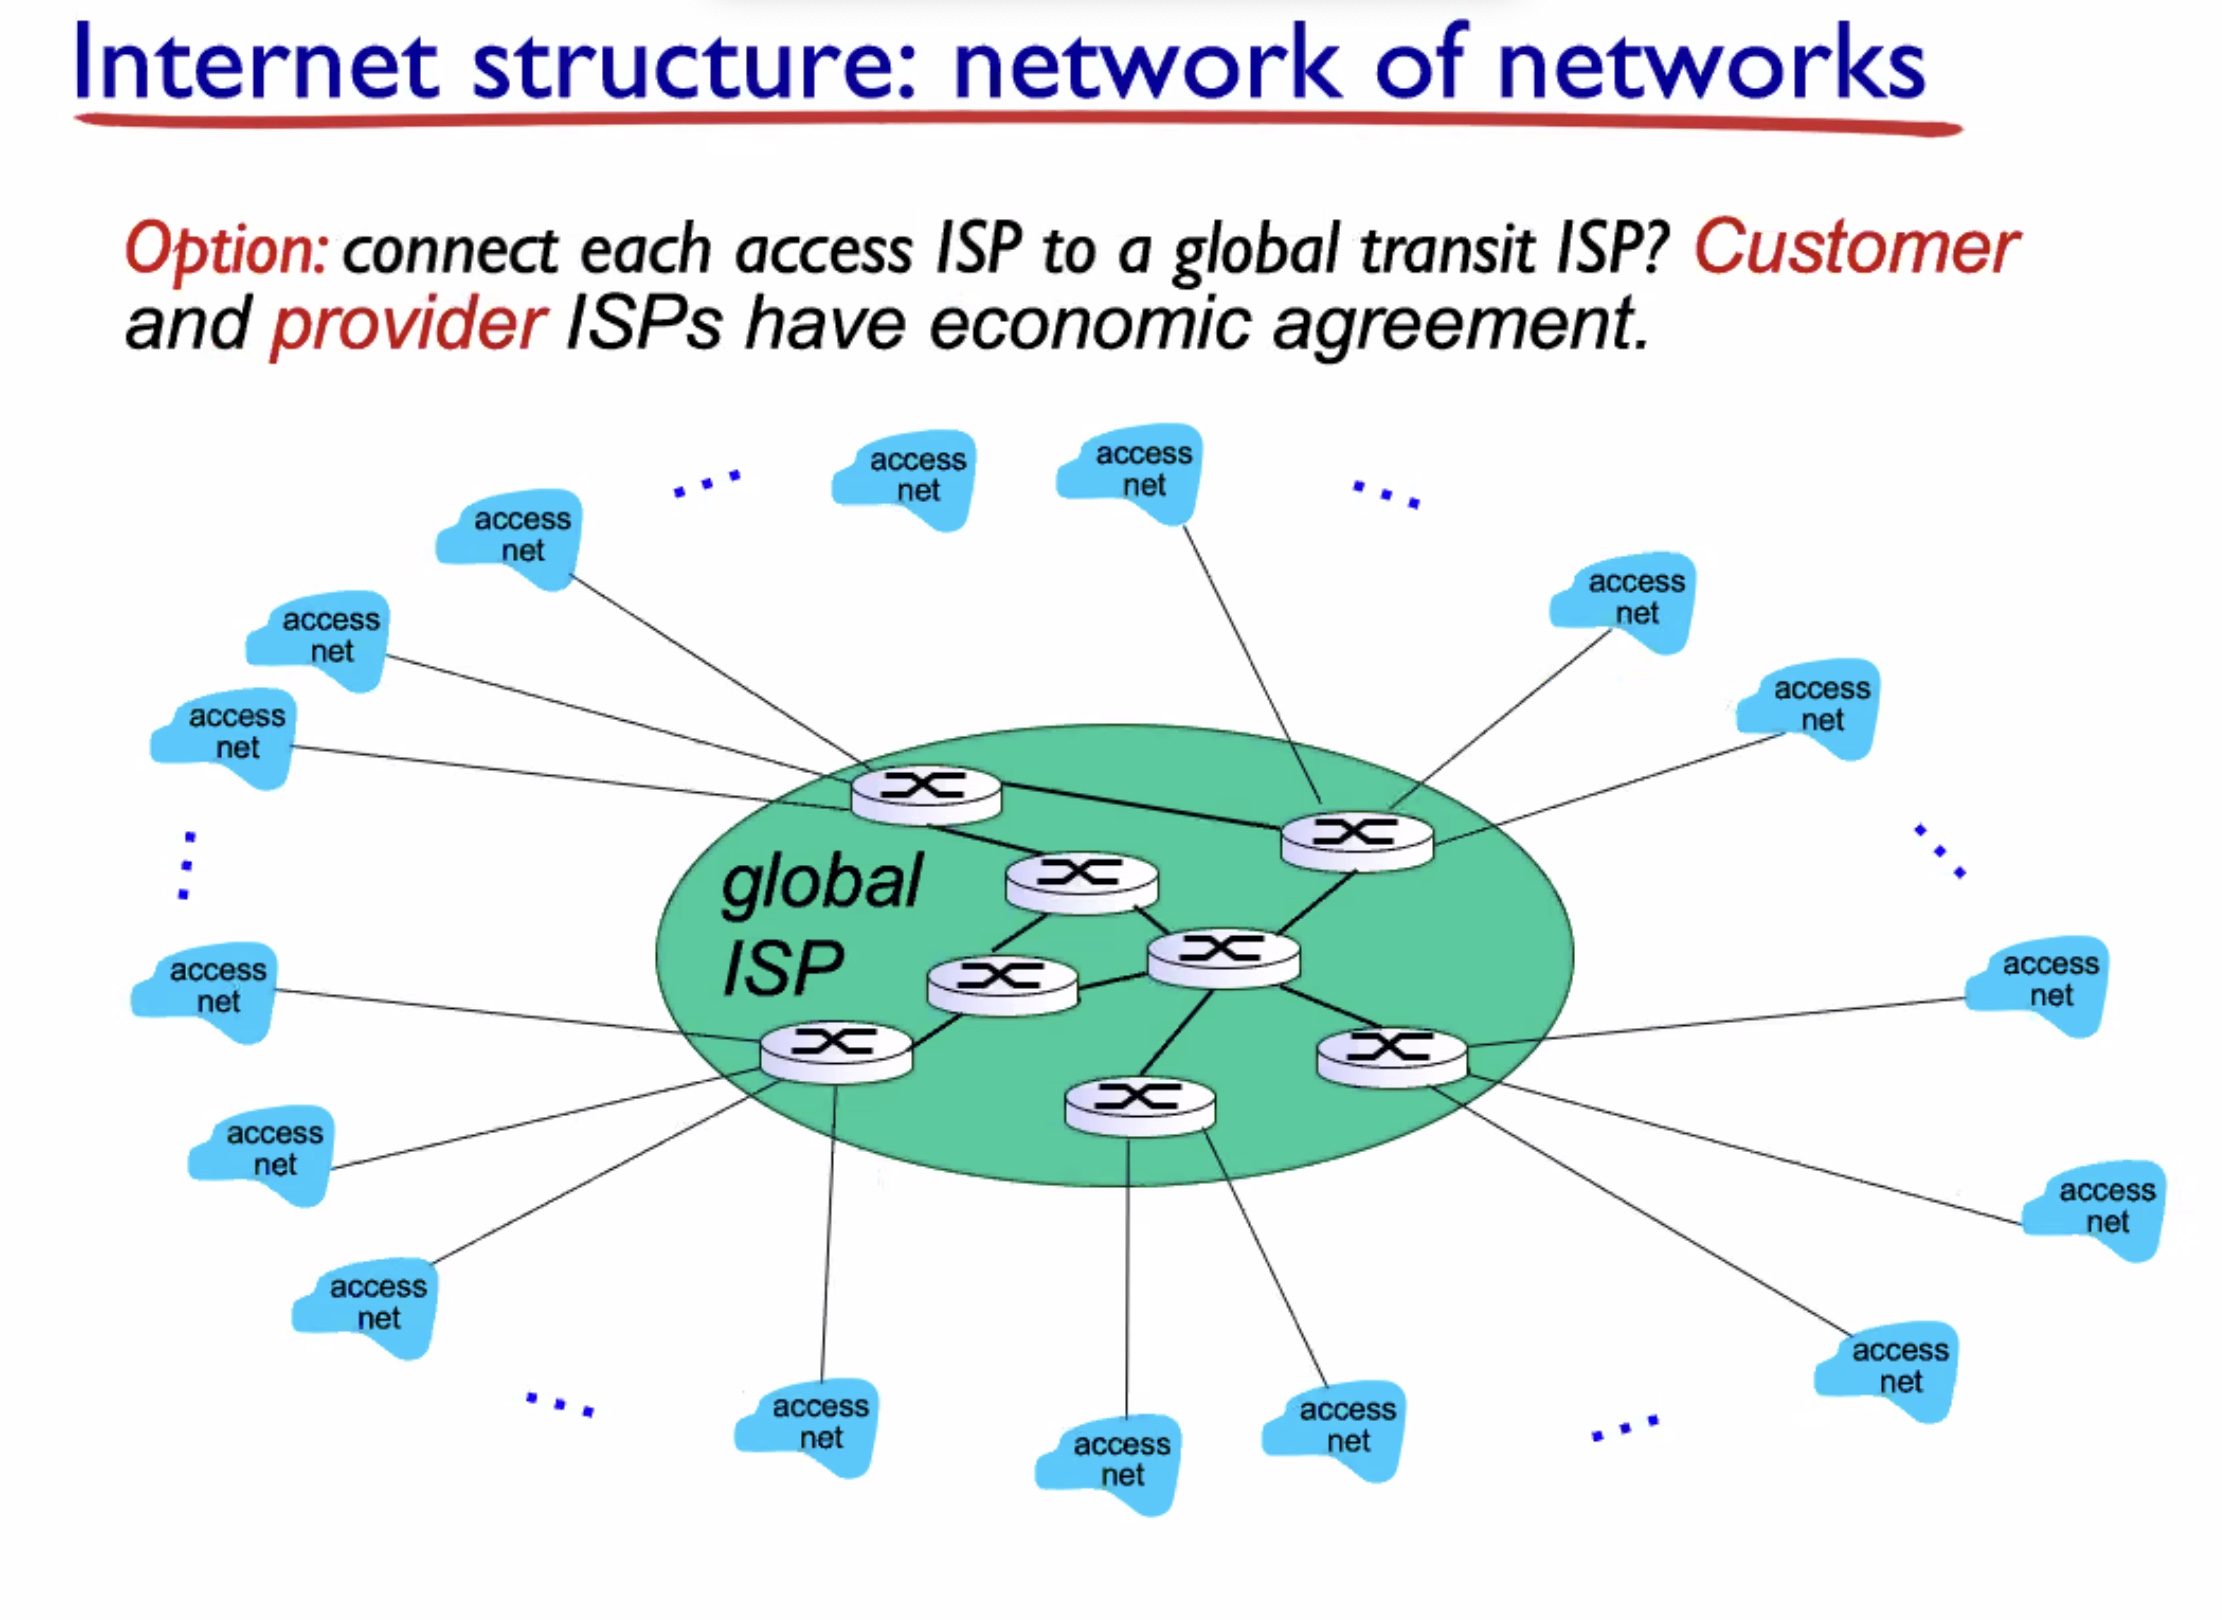 Internet structure: network of networks
Option: connect each access ISP to a global transit ISP? Customer
and provider ISPs have economic agreement.
access
net
access
net
access
net
access
net
access
net
access
net
access
net
access
net
global
ISP
access
net
access
net
access
net
access
net
access
net
access
net
access
net
access
net
access
net